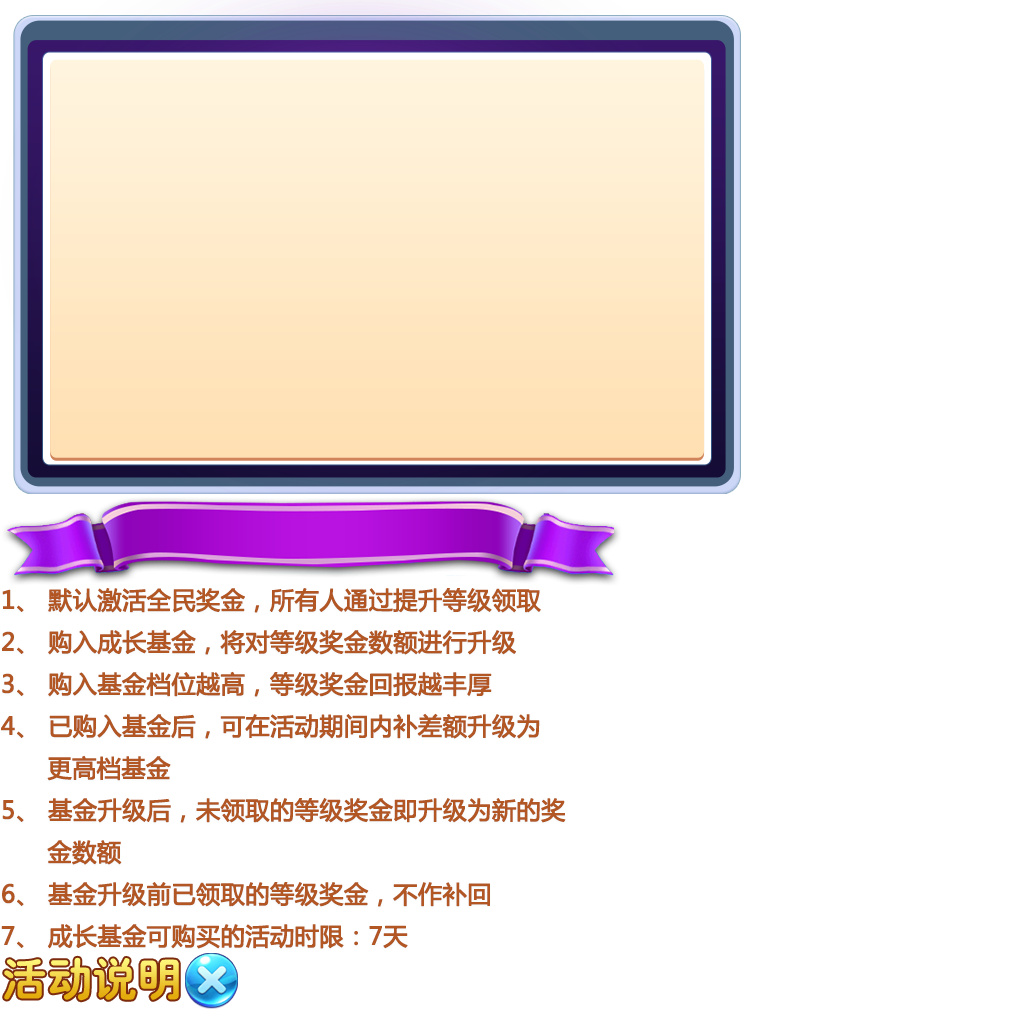 1、 默认激活全民奖金，所有人通过提升等级领取
2、 购入成长基金，将对等级奖金数额进行升级
3、 购入基金档位越高，等级奖金回报越丰厚
4、 已购入基金后，可在活动期间内补差额升级为
更高档基金
5、 基金升级后，未领取的等级奖金即升级为新的奖
金数额
6、 基金升级前已领取的等级奖金，不作补回
7、 成长基金可购买的活动时限：7天
活动说明